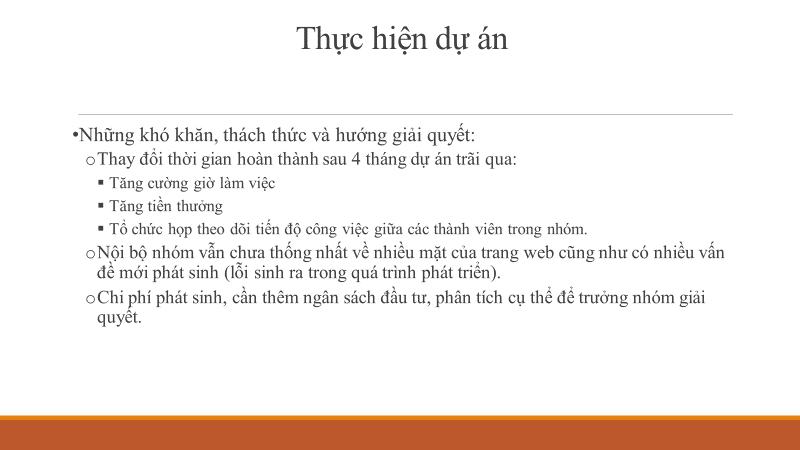 Thực hiện dự án
•Những khó khăn, thách thức và hướng giải quyết:
oThay đổi thời gian hoàn thành sau 4 tháng dự án trãi qua:
▪ Tăng cường giờ làm việc
▪ Tăng tiền thưởng
▪ Tổ chức họp theo dõi tiến độ công việc giữa các thành viên trong nhóm.
oNội bộ nhóm vẫn chưa thống nhất về nhiều mặt của trang web cũng như có nhiều vấn
đề mới phát sinh (lỗi sinh ra trong quá trình phát triển).
oChi phí phát sinh, cần thêm ngân sách đầu tư, phân tích cụ thể để trưởng nhóm giải
quyết.